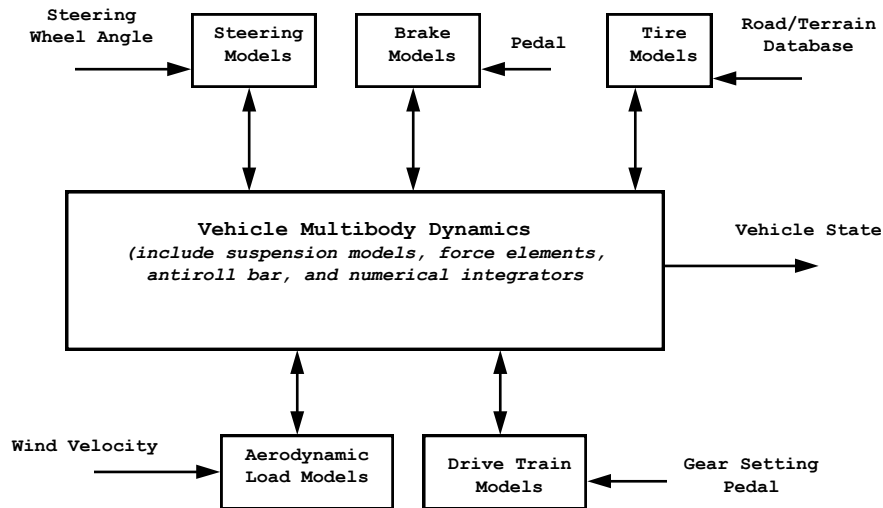 Steering
Wheel Angle
Steering
Models
Brake
Models
Pedal
Tire
Models
Road/Terrain
Database
Vehicle Multibody Dynamics
(include suspension models, force elements,
antiroll bar, and numerical integrators
Vehicle State
Wind Velocity
Aerodynamic
Load Models
Drive Train
Models
Gear Setting
Pedal